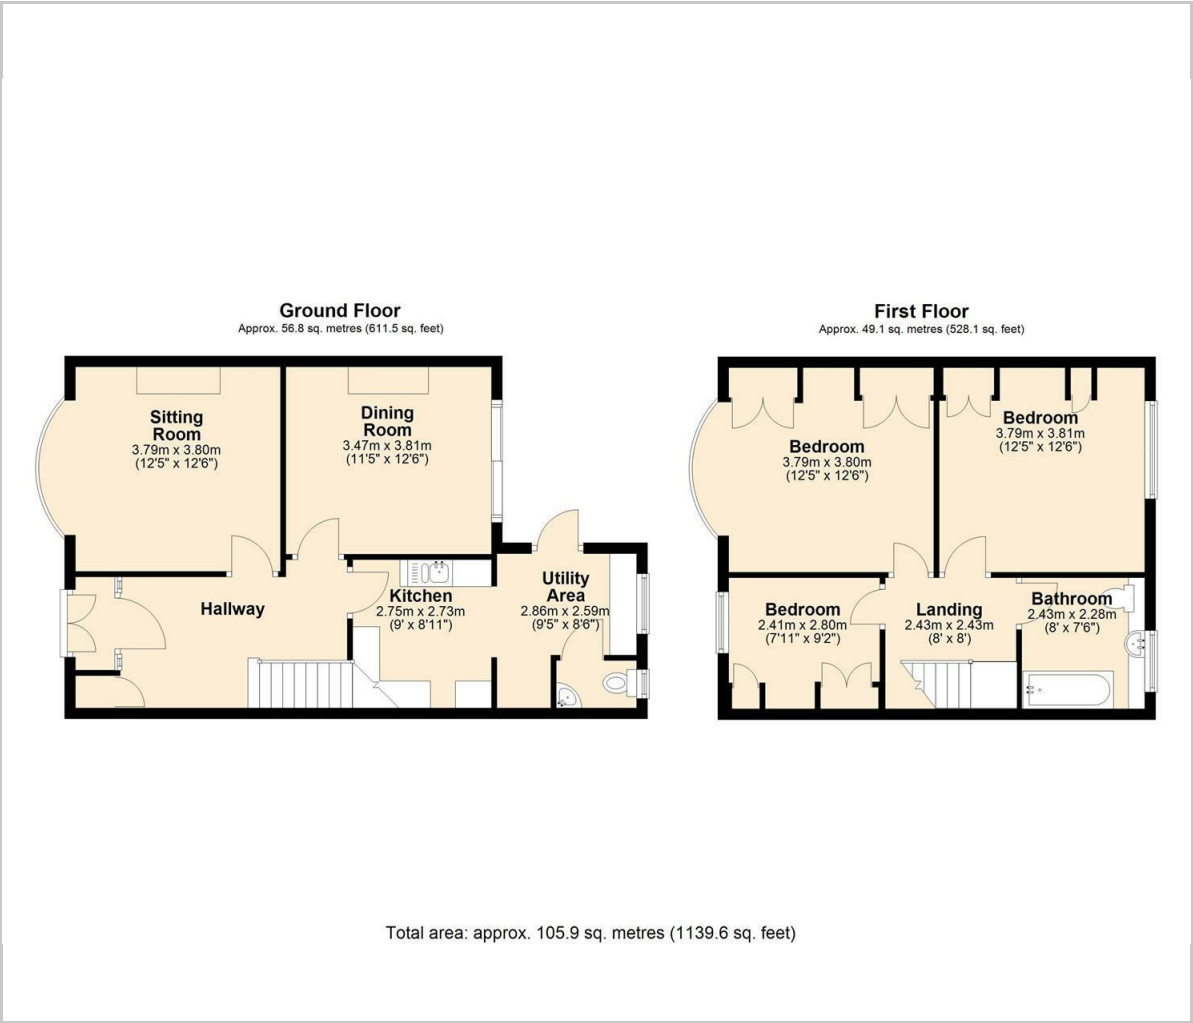 Ground Floor
Approx. 56.8 sq. metres (611.5 sq. feet)
Sitting
Room
3.79m x 3.80m
(12'5" x 12'6")
Dining
Room
3.47m x 3.81m
(11'5" x 12'6")
Hallway
Kitchen
2.75m x 2.73m
(9' x 8'11")
Utility
Area
2.86m x 2.59m
(9'5" x 8'6")
First Floor
Approx. 49.1 sq. metres (528.1 sq. feet)
Bedroom
3.79m x 3.80m
(12'5" x 12'6")
Bedroom
3.79m x 3.81m
(12'5" x 12'6")
Bedroom
2.41m x 2.80m
(7'11" x 9'2")
Landing
2.43m x 2.43m
(8' x 8')
Bathroom
2.43m x 2.28m
(8' x 7'6")
Total area: approx. 105.9 sq. metres (1139.6 sq. feet)